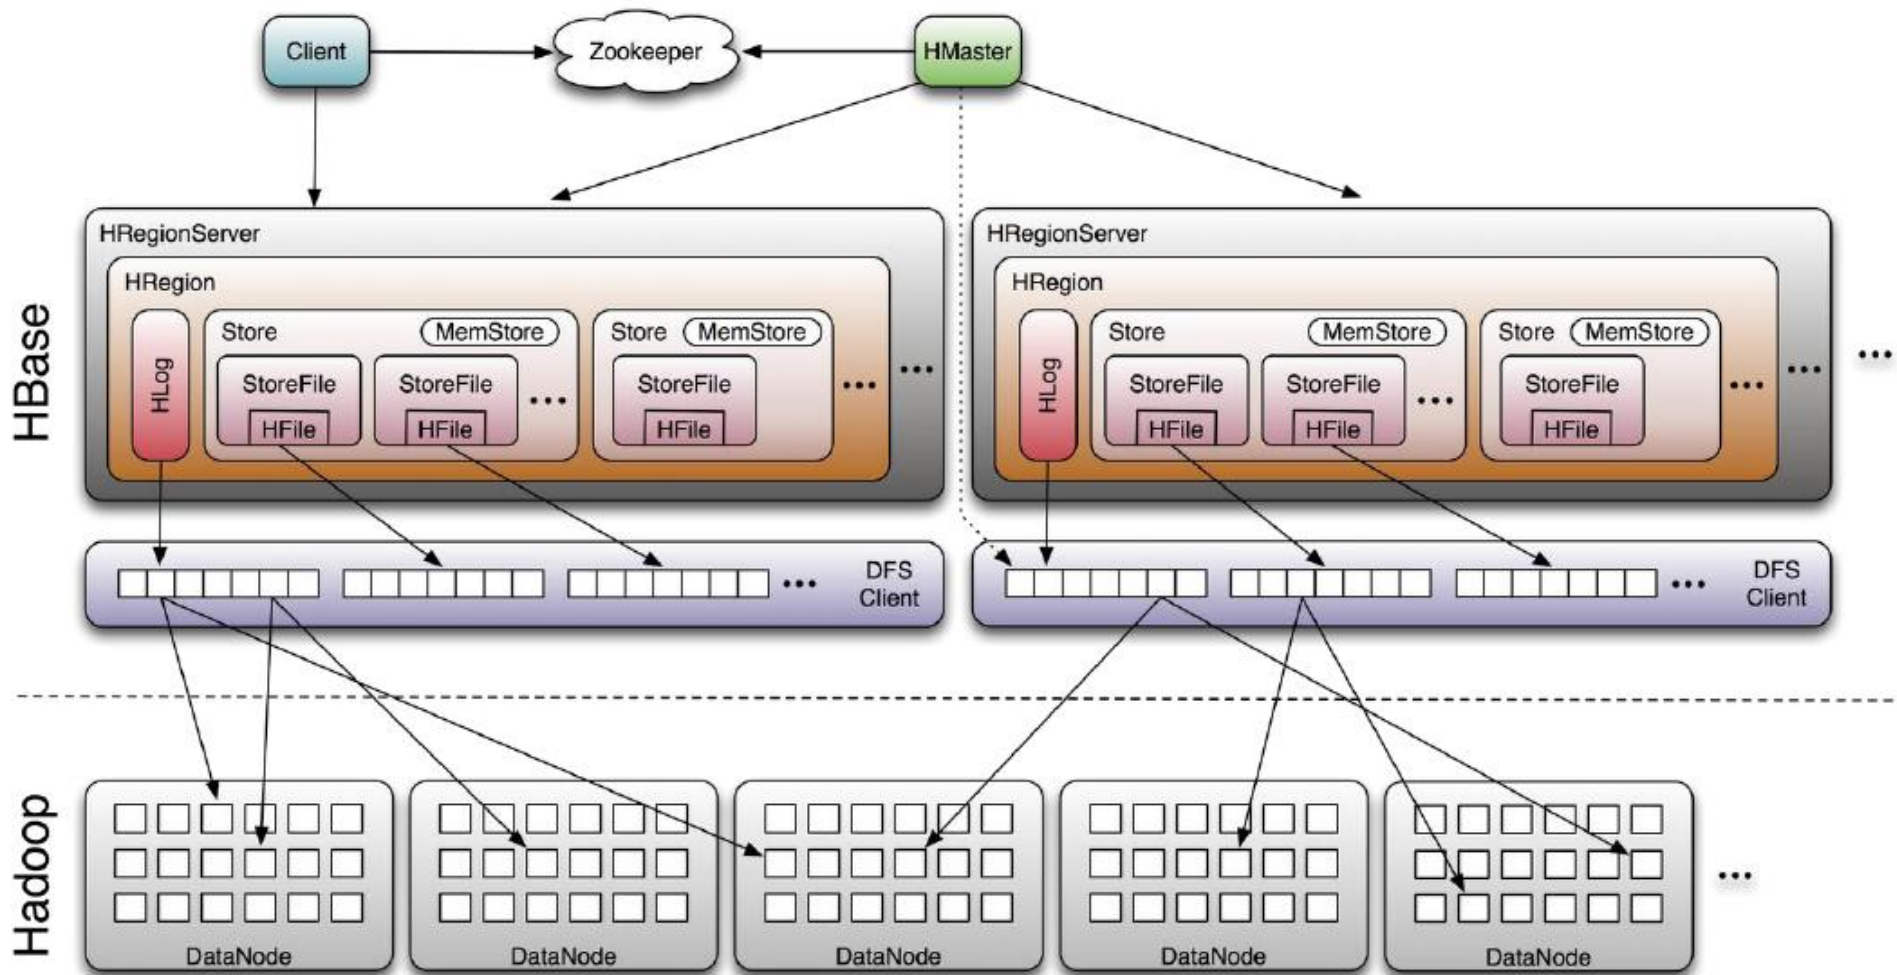 Client
Zookeeper
HMaster
HBase
HRegionServer
HRegion
HLog
Store
MemStore
StoreFile
HFile
StoreFile
HFile
...
Store
MemStore
StoreFile
HFile
...
...
HRegionServer
HRegion
HLog
Store
MemStore
StoreFile
HFile
StoreFile
HFile
...
Store
MemStore
StoreFile
HFile
...
...
...
...
DFS
Client
...
DFS
Client
Hadoop
DataNode
DataNode
DataNode
DataNode
DataNode
...